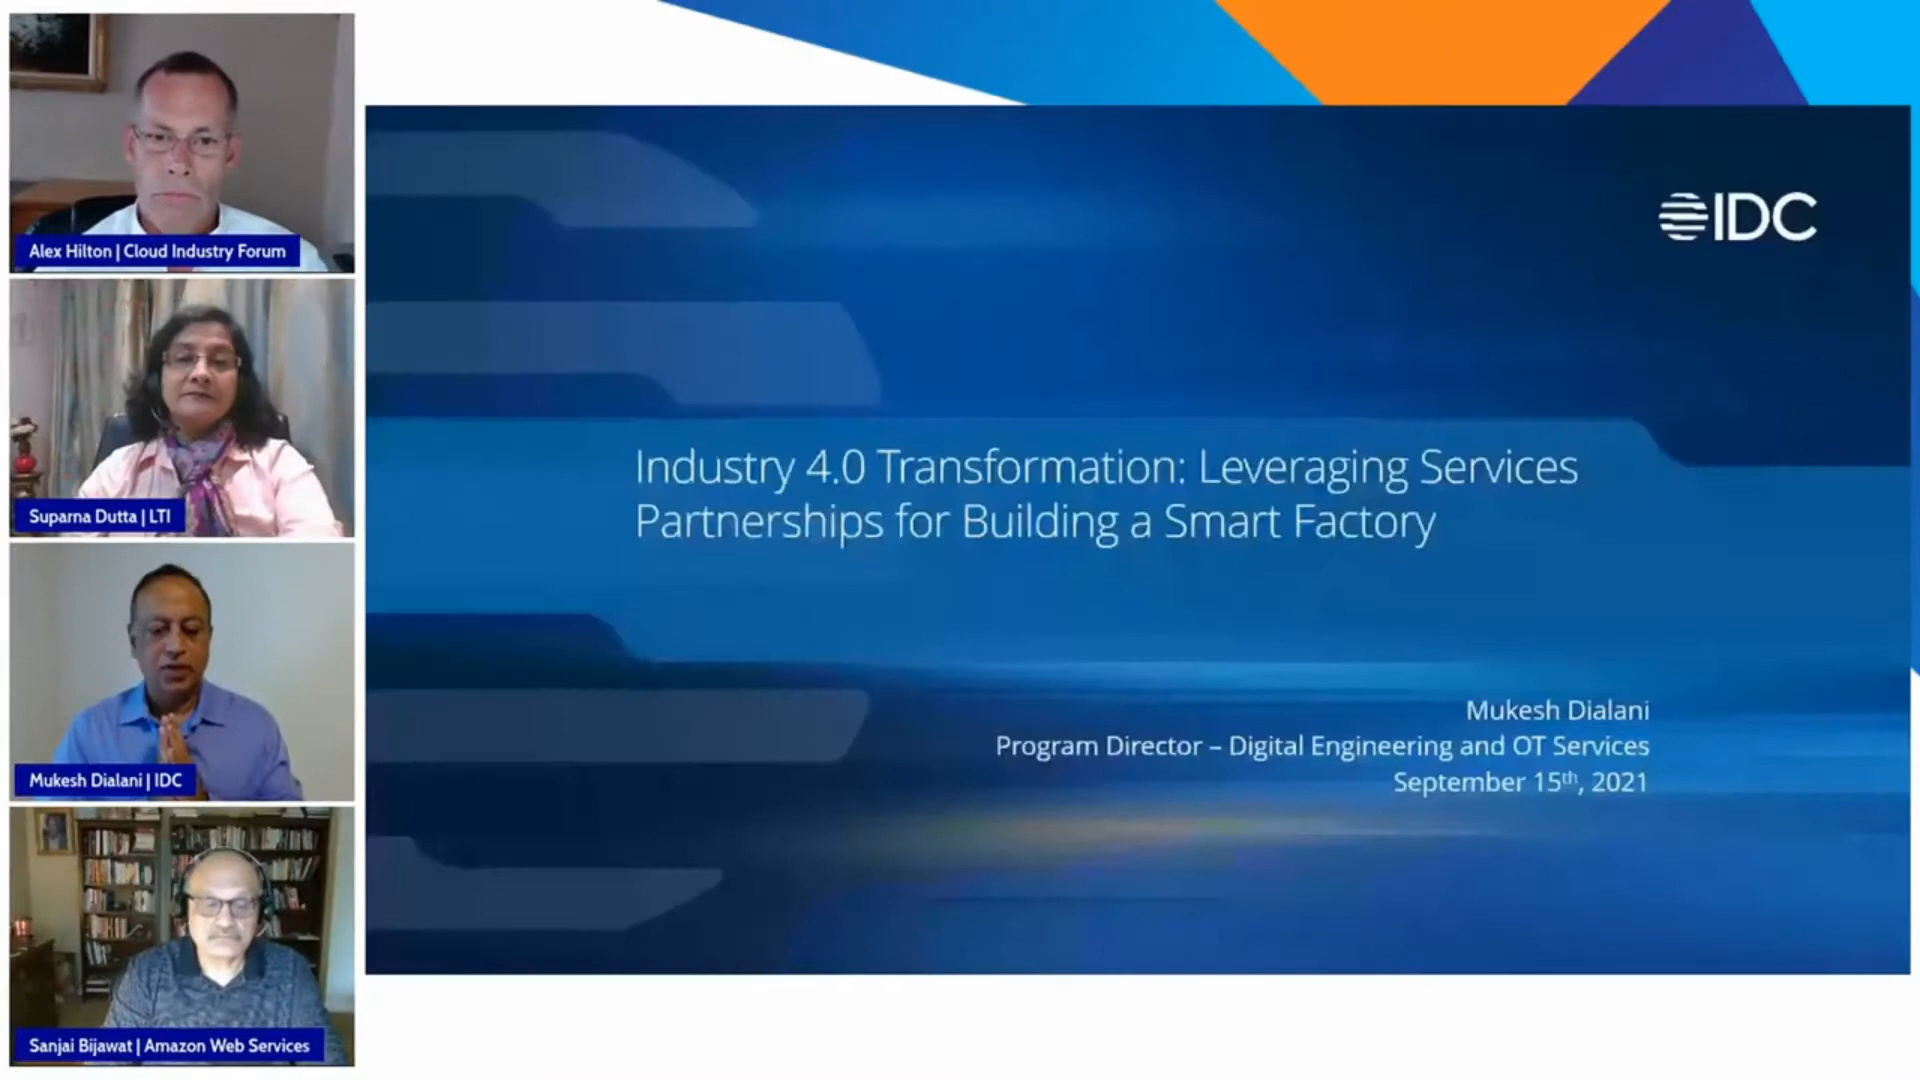 Alex Hilton | Cloud Industry Forum
Suparna Dutta | LTI
Mukesh Dialani | IDC
Sanjai Bijawat | Amazon Web Services
IDC
Industry 4.0 Transformation: Leveraging Services
Partnerships for Building a Smart Factory
Mukesh Dialani
Program Director – Digital Engineering and OT Services
September 15th, 2021